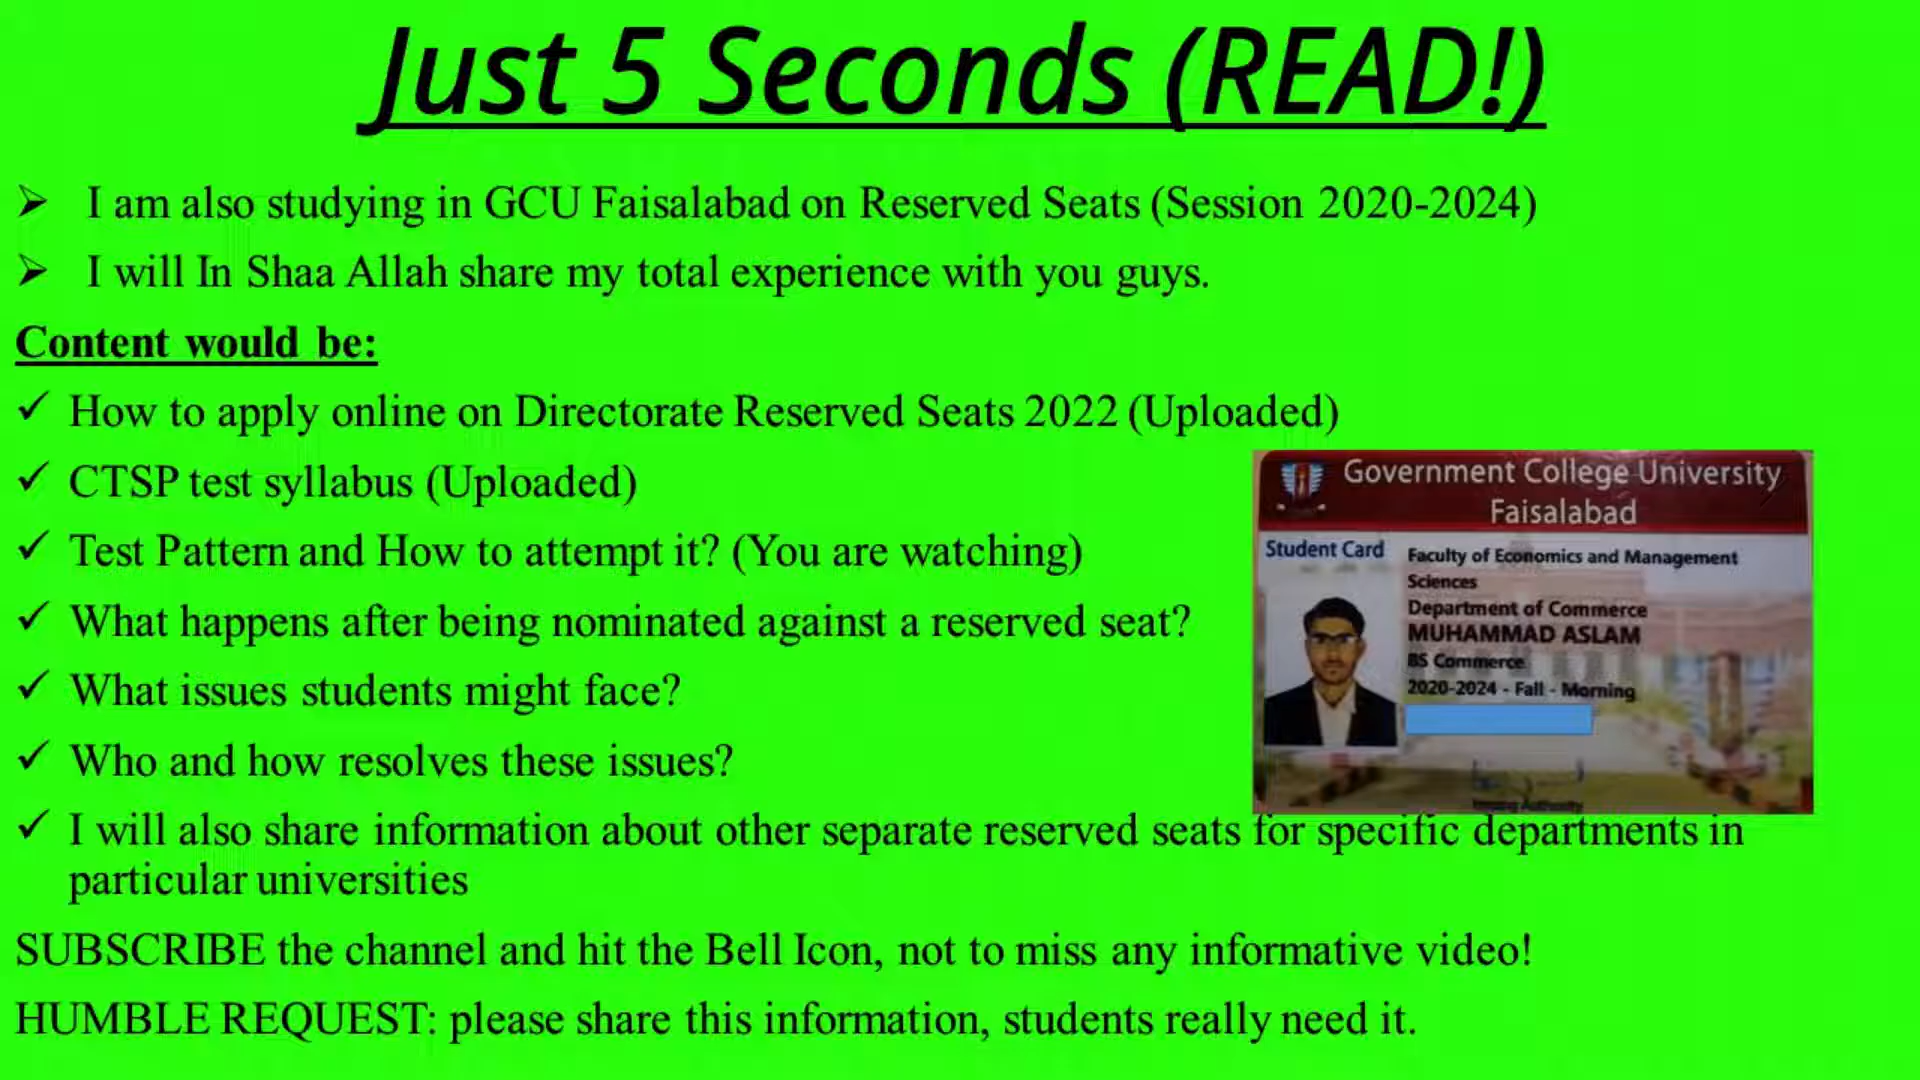 Just 5 Seconds (READ!)
➢ I am also studying in GCU Faisalabad on Reserved Seats (Session 2020-2024)
➢ I will In Shaa Allah share my total experience with you guys.
Content would be:
✓ How to apply online on Directorate Reserved Seats 2022 (Uploaded)
✓ CTSP test syllabus (Uploaded)
✓ Test Pattern and How to attempt it? (You are watching)
✓ What happens after being nominated against a reserved seat?
✓ What issues students might face?
✓ Who and how resolves these issues?
✓ I will also share information about other separate reserved seats for specific departments in
particular universities
SUBSCRIBE the channel and hit the Bell Icon, not to miss any informative video!
HUMBLE REQUEST: please share this information, students really need it.
Government College University
Faisalabad
Student Card
Faculty of Economics and Management
Sciences
Department of Commerce
MUHAMMAD ASLAM
BS Commerce
2020-2024 - Fall - Morning
Issuing Authority